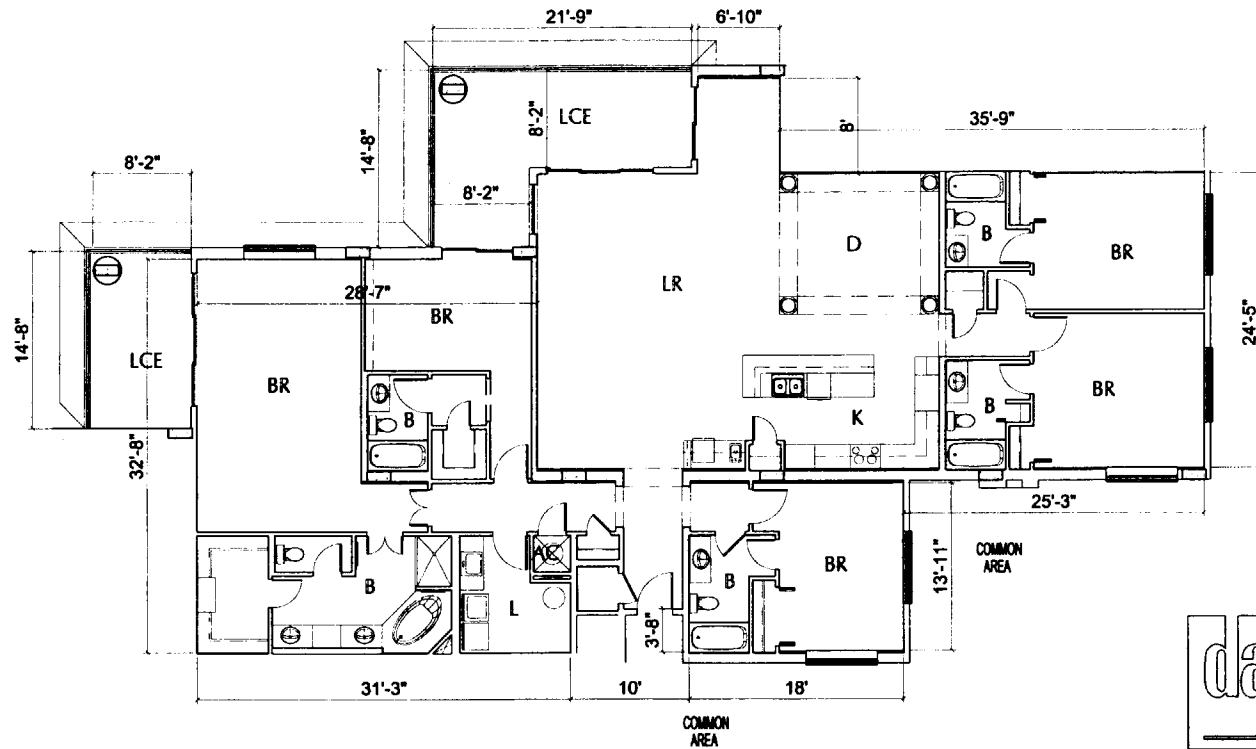 21'-9"
6'-10"
LCE
8'-2"
8'
35'-9"
14'-8"
8'-2"
8'-2"
D
B
BR
LR
28'-7"
BR
14'-8"
LCE
BR
24'-5"
BR
B
B
K
32'-8"
25'-3"
COMMON
AREA
AC
BR
13'-11"
B
B
L
3'-8"
31'-3"
10'
18'
COMMON
AREA
da